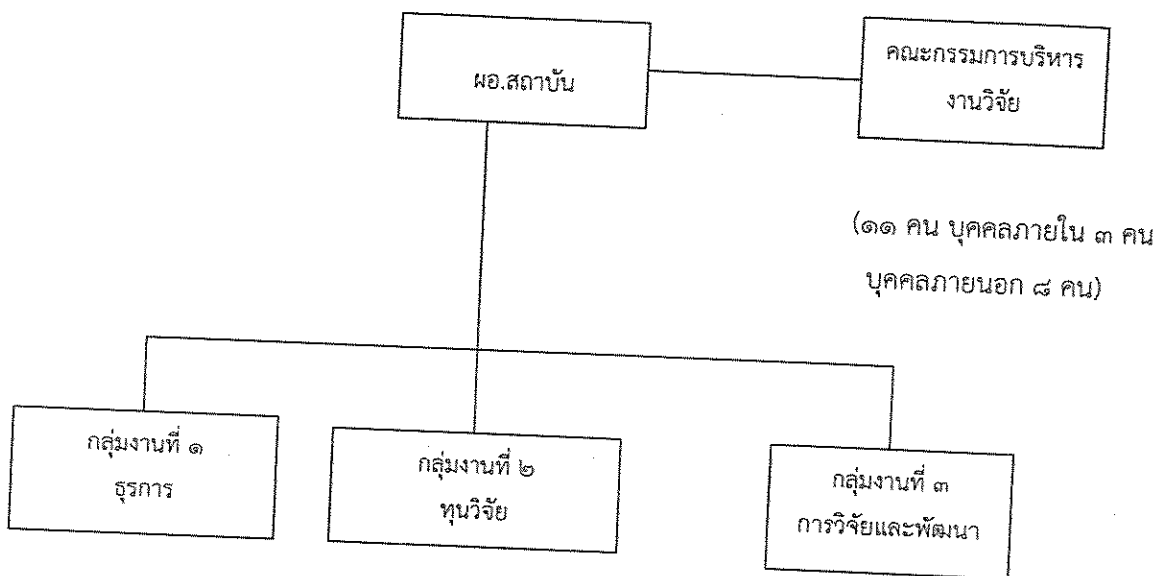 ผอ.สถาบัน
คณะกรรมการบริหาร
งานวิจัย
(๑๑ คน บุคคลภายใน ๓ คน
บุคคลภายนอก ๘ คน)
กลุ่มงานที่ ๑
ธุรการ
กลุ่มงานที่ ๒
ทุนวิจัย
กลุ่มงานที่ ๓
การวิจัยและพัฒนา